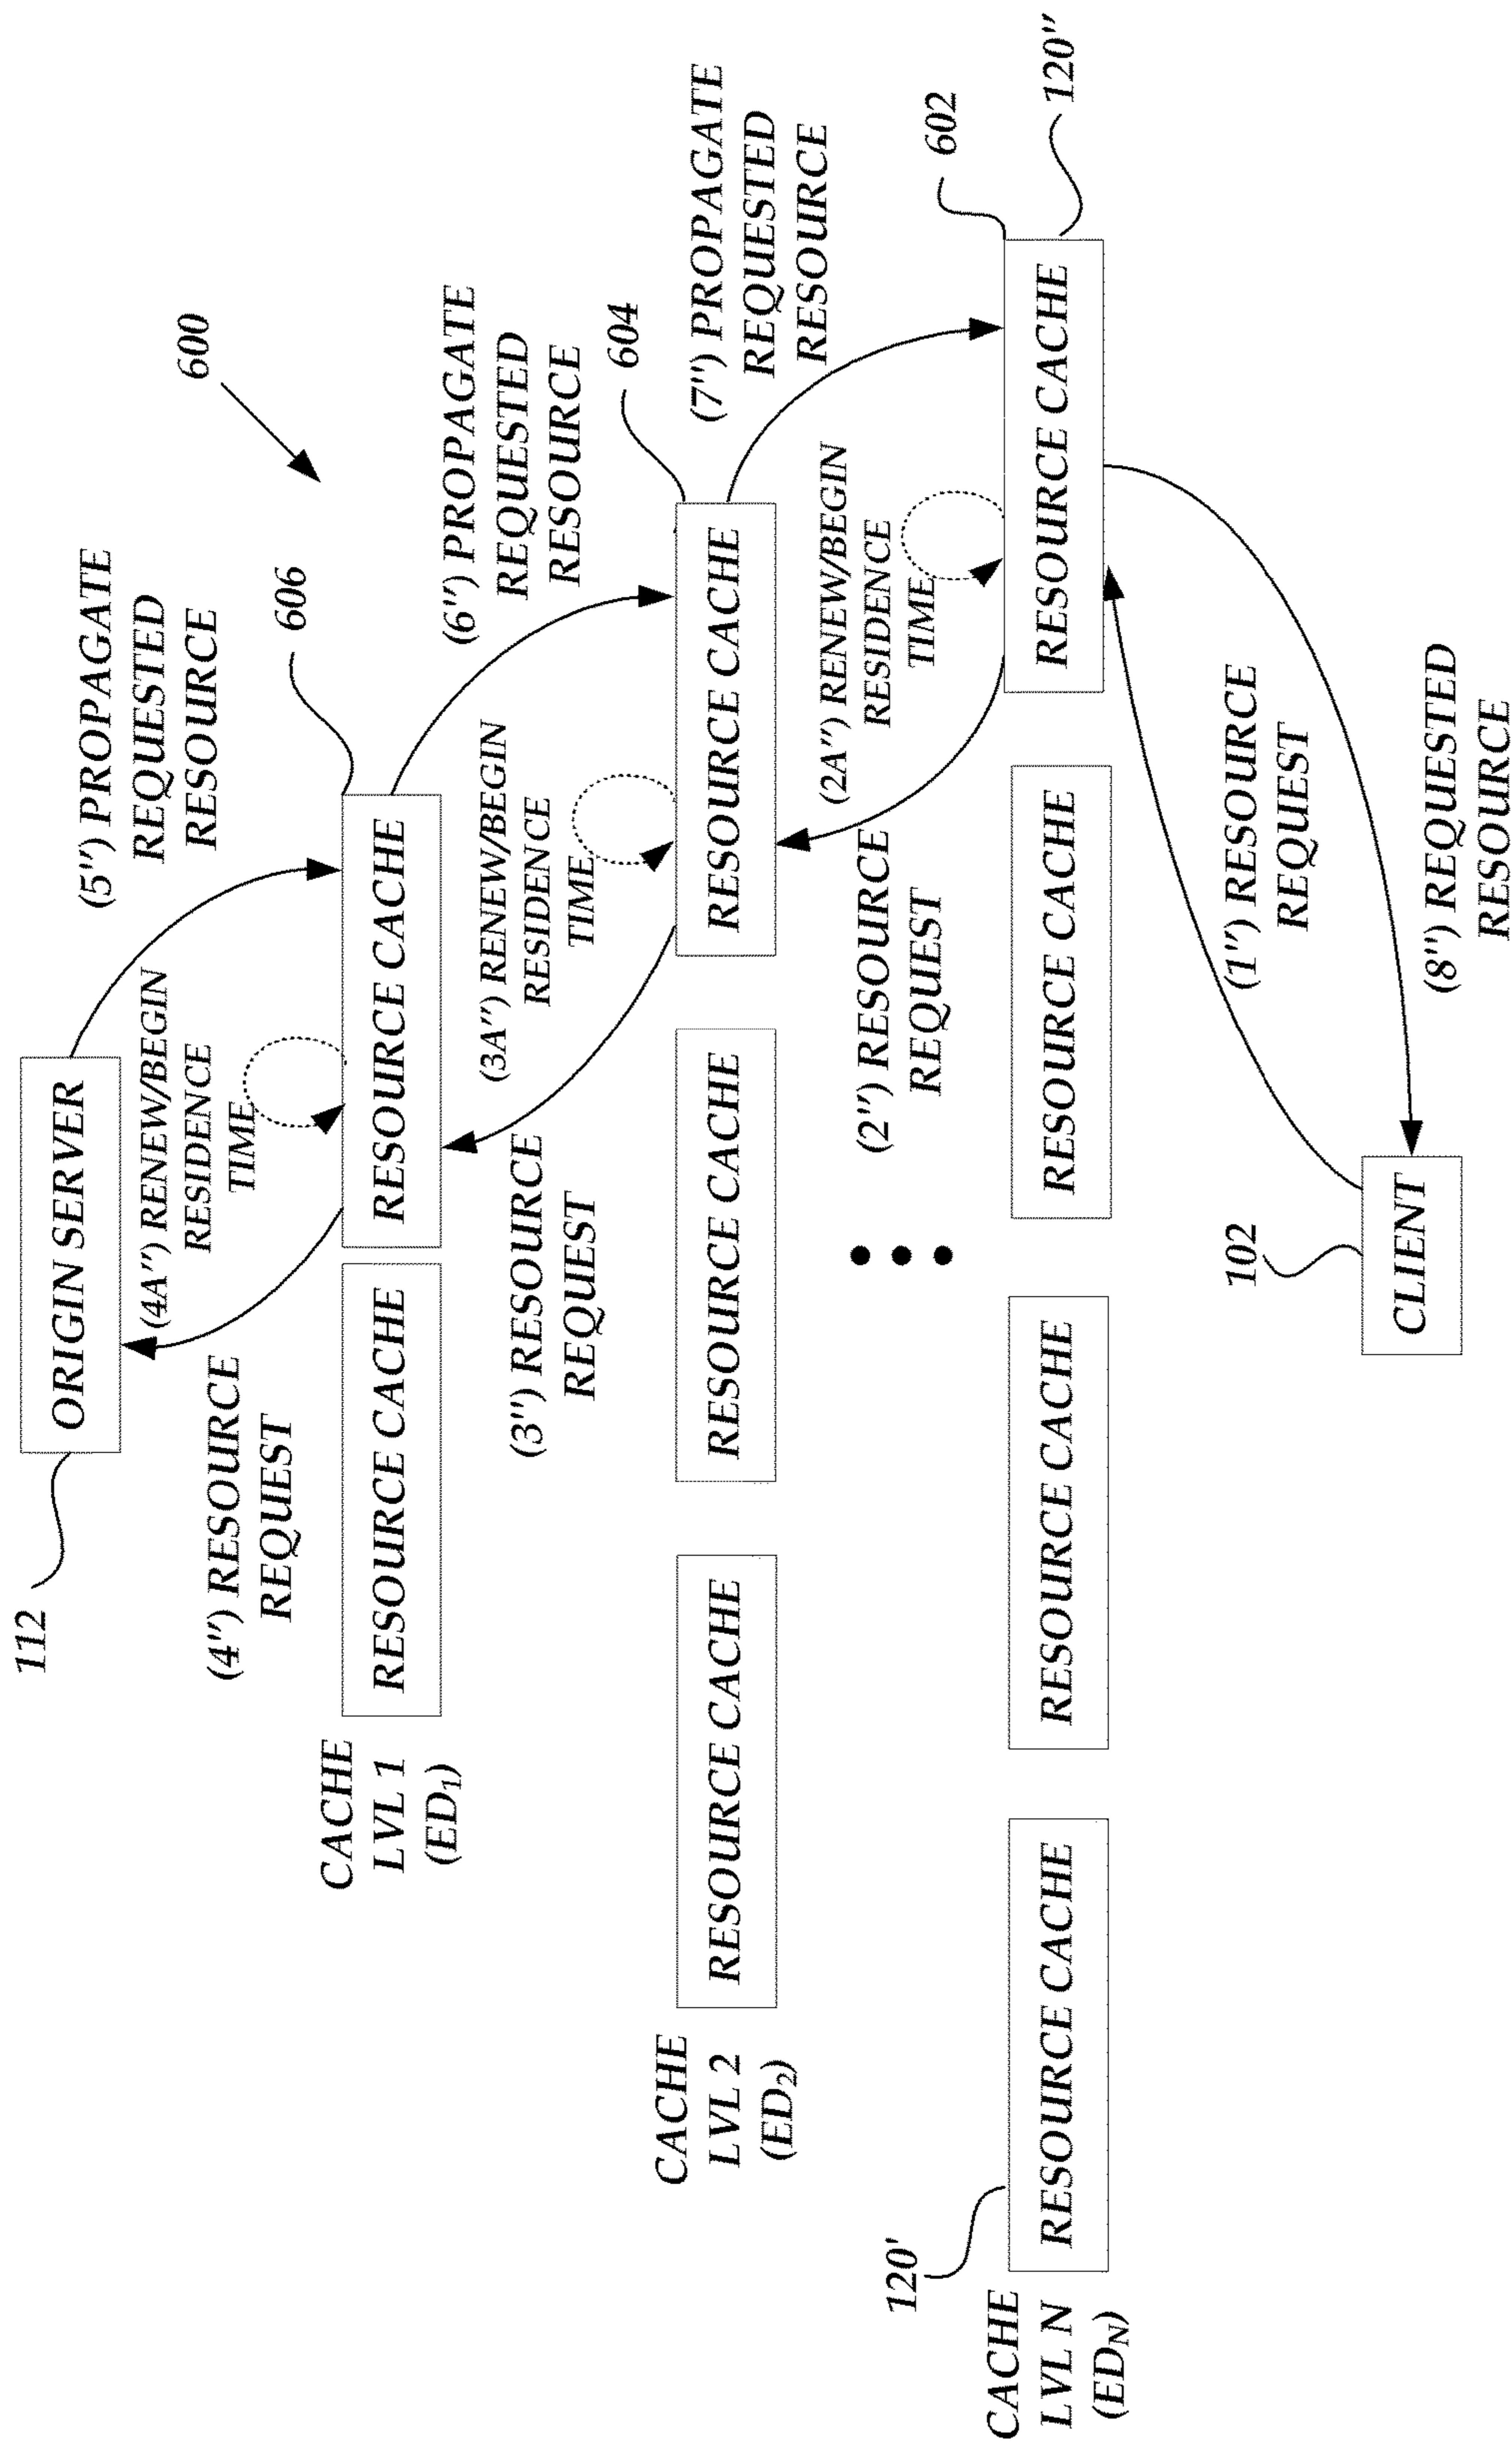 600
112
ORIGIN SERVER
(4") RESOURCE
REQUEST
(4A") RENEW/BEGIN
RESIDENCE
TIME
(5") PROPAGATE
REQUESTED
RESOURCE
606
CACHE
LVL 1
(ED₁)
RESOURCE CACHE
RESOURCE CACHE
(3") RESOURCE
REQUEST
(3A") RENEW/BEGIN
RESIDENCE
TIME
(6") PROPAGATE
REQUESTED
RESOURCE
604
CACHE
LVL 2
(ED₂)
RESOURCE CACHE
RESOURCE CACHE
RESOURCE CACHE
(2") RESOURCE
REQUEST
(2A") RENEW/BEGIN
RESIDENCE
TIME
(7") PROPAGATE
REQUESTED
RESOURCE
602
120'
CACHE
LVL N
(EDN)
RESOURCE CACHE
RESOURCE CACHE
RESOURCE CACHE
RESOURCE CACHE
120"
(1") RESOURCE
REQUEST
102
CLIENT
(8") REQUESTED
RESOURCE